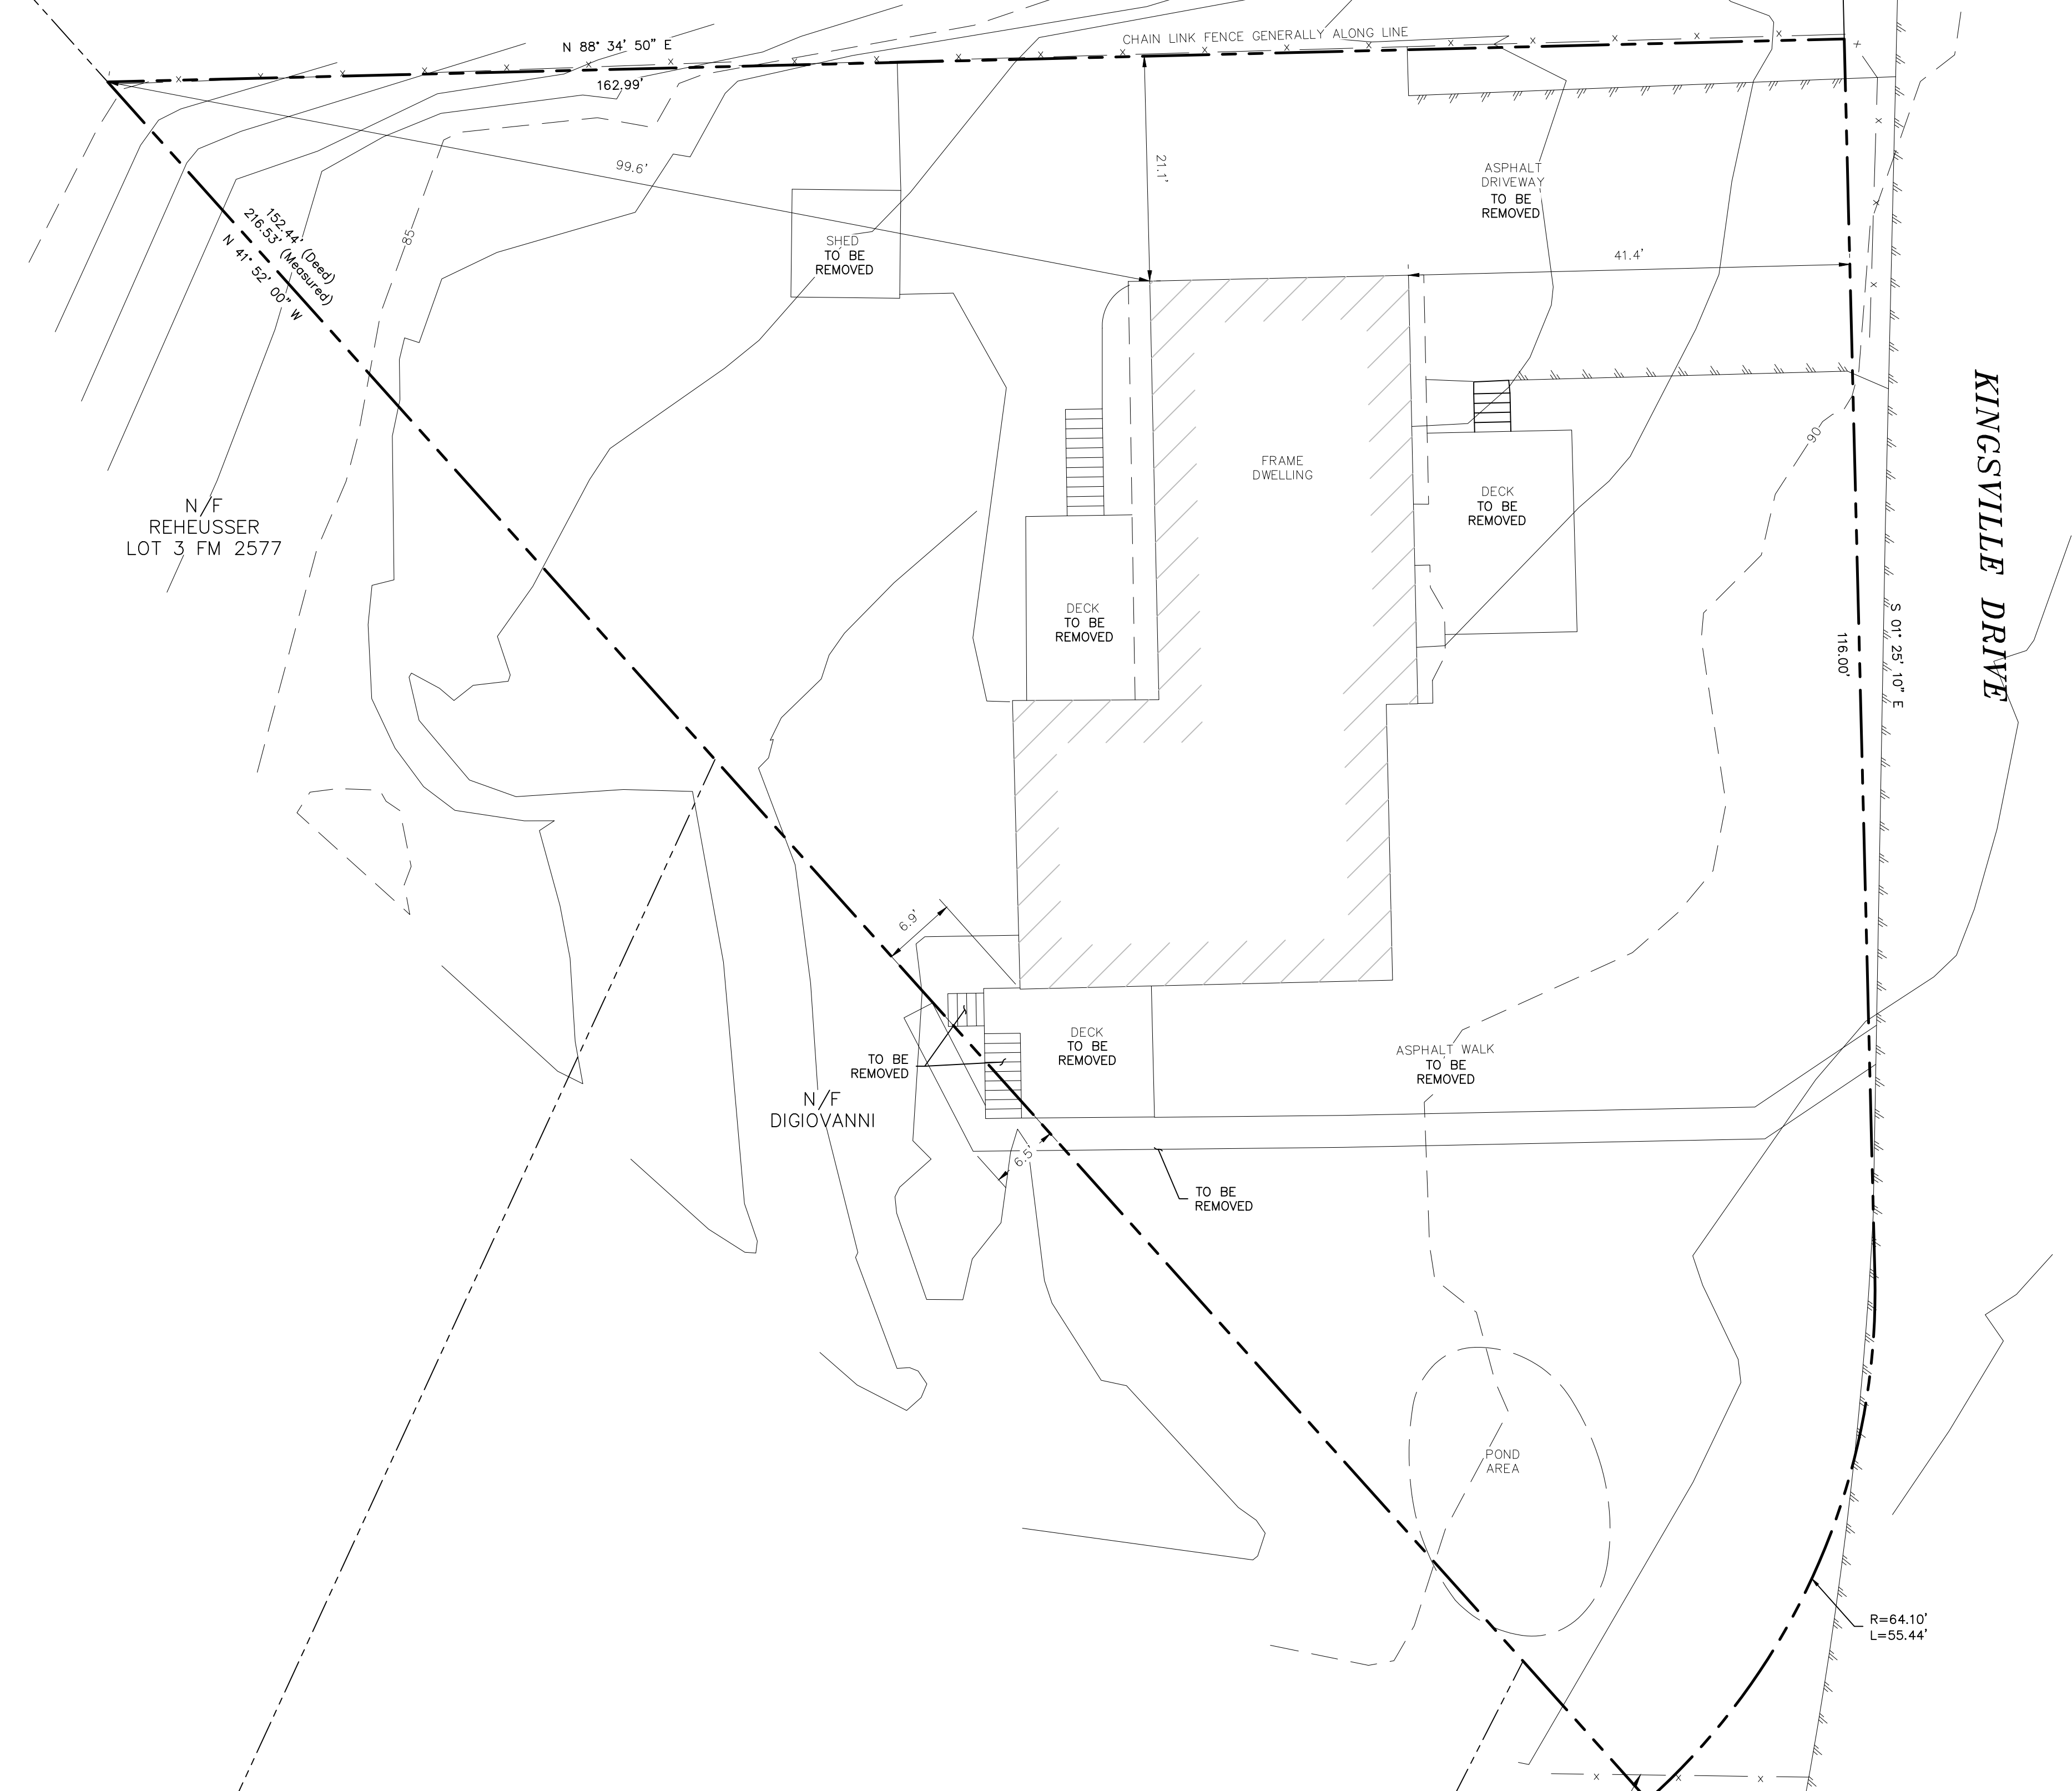 N 88° 34' 50" E
162.99'
CHAIN LINK FENCE GENERALLY ALONG LINE
99.6'
21.1'
ASPHALT
DRIVEWAY
TO BE
REMOVED
152.44' (Deed)
216.53' (Measured)
N 41° 52' 00" W
85
SHED
TO BE
REMOVED
41.4'
KINGSVILLE DRIVE
90
FRAME
DWELLING
DECK
TO BE
REMOVED
N/F
REHEUSSER
LOT 3 FM 2577
DECK
TO BE
REMOVED
S 01° 25' 10" E
116.00'
6.9'
DECK
TO BE
REMOVED
TO BE
REMOVED
ASPHALT WALK
TO BE
REMOVED
N/F
DIGIOVANNI
6.5'
TO BE
REMOVED
POND
AREA
R=64.10'
L=55.44'